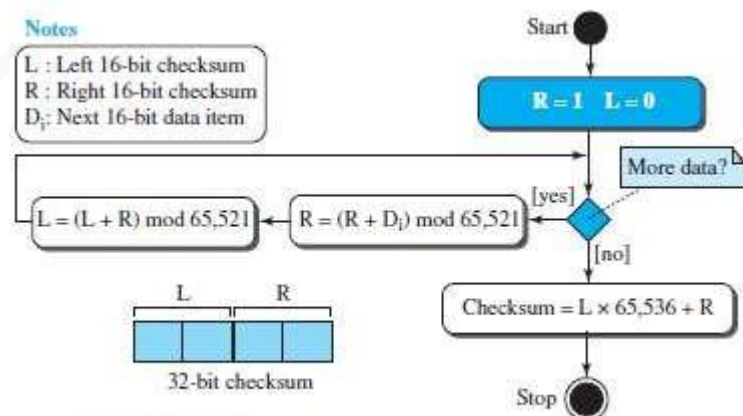 Notes
L : Left 16-bit checksum
R : Right 16-bit checksum
Di: Next 16-bit data item
Start
R = 1 L = 0
More data?
[yes]
L = (L + R) mod 65,521
R = (R + Di) mod 65,521
[no]
L R
Checksum = L × 65,536 + R
32-bit checksum
Stop